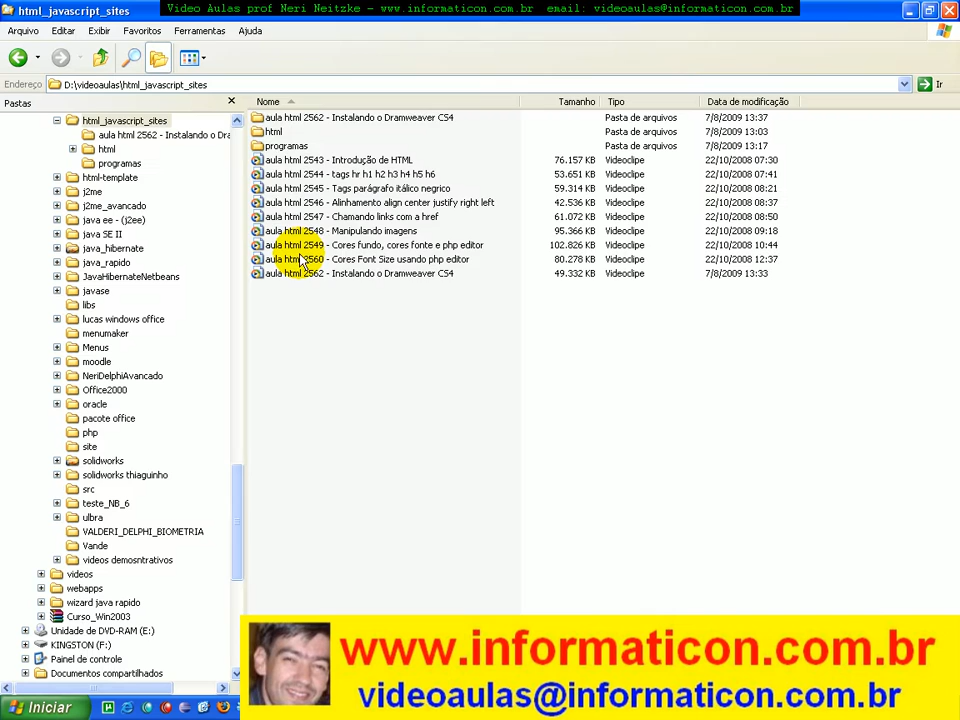 html_javascript_sites
Video Aulas prof Neri Neitzke - www.informaticon.com.br email: videoaulas@informaticon.com.br
Arquivo Editar Exibir Favoritos Ferramentas Ajuda
Endereço D:\videoaulas\html_javascript_sites Ir
Pastas
html_javascript_sites
aula html 2562 - Instalando o Dra
html
programas
html-template
j2me
j2me_avancado
java ee - (j2ee)
java SE II
java_hibernate
java_rapido
JavaHibernateNetbeans
javase
libs
lucas windows office
menumaker
Menus
moodle
NeriDelphiAvancado
Office2000
oracle
pacote office
php
site
solidworks
solidworks thiaguinho
src
teste_NB_6
ulbra
VALDERI_DELPHI_BIOMETRIA
Vande
videos demosntrativos
videos
webapps
wizard java rapido
Curso_Win2003
Unidade de DVD-RAM (E:)
KINGSTON (F:)
Painel de controle
Documentos compartilhados
Nome Tamanho Tipo Data de modificação
aula html 2562 - Instalando o Dramweaver CS4 Pasta de arquivos 7/8/2009 13:37
html Pasta de arquivos 7/8/2009 13:03
programas Pasta de arquivos 7/8/2009 13:17
aula html 2543 - Introdução de HTML 76.157 KB Videoclipe 22/10/2008 07:30
aula html 2544 - tags hr h1 h2 h3 h4 h5 h6 53.651 KB Videoclipe 22/10/2008 07:41
aula html 2545 - Tags parágrafo itálico negrico 59.314 KB Videoclipe 22/10/2008 08:21
aula html 2546 - Alinhamento align center justify right left 42.536 KB Videoclipe 22/10/2008 08:37
aula html 2547 - Chamando links com a href 61.072 KB Videoclipe 22/10/2008 08:50
aula html 2548 - Manipulando imagens 95.366 KB Videoclipe 22/10/2008 09:18
aula html 2549 - Cores fundo, cores fonte e php editor 102.826 KB Videoclipe 22/10/2008 10:44
aula html 2560 - Cores Font Size usando php editor 80.278 KB Videoclipe 22/10/2008 12:37
aula html 2562 - Instalando o Dramweaver CS4 49.332 KB Videoclipe 7/8/2009 13:33
www.informaticon.com.br
videoaulas@informaticon.com.br
Iniciar